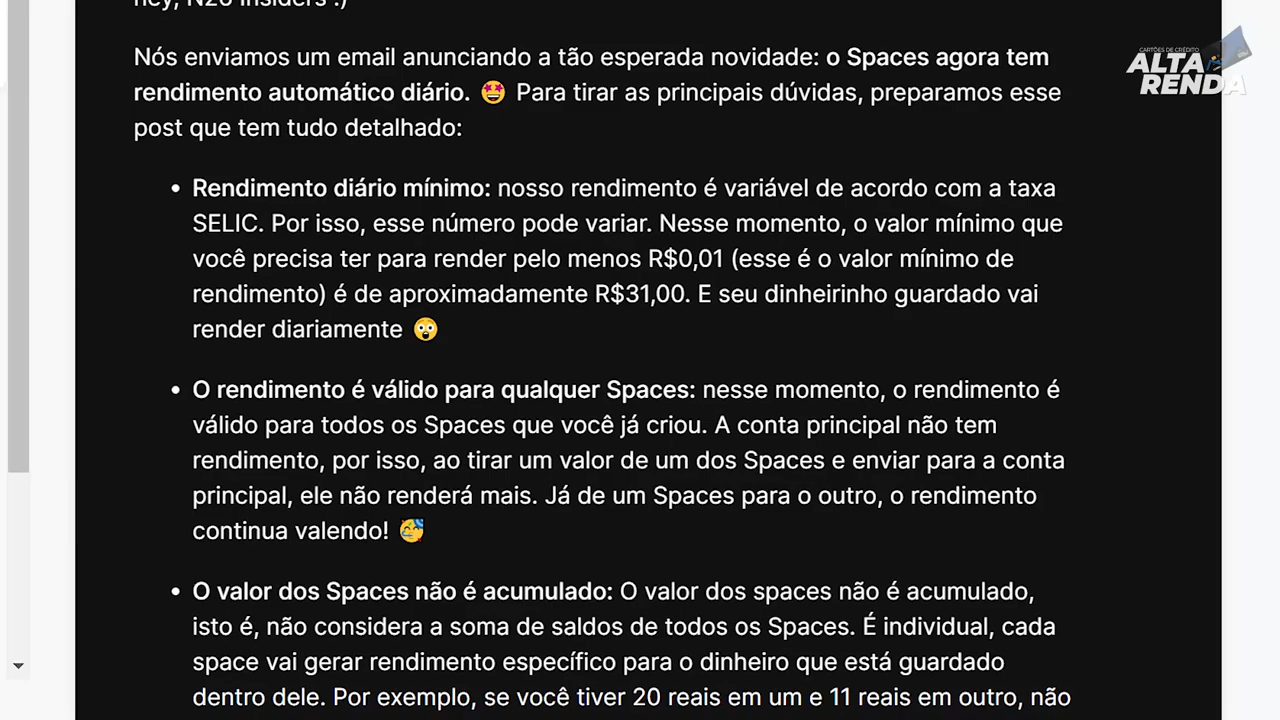 hey, N26 Insiders :)
CARTÕES DE CRÉDITO
ALTA
RENDA
Nós enviamos um email anunciando a tão esperada novidade: o Spaces agora tem
rendimento automático diário. 🤩 Para tirar as principais dúvidas, preparamos esse
post que tem tudo detalhado:
• Rendimento diário mínimo: nosso rendimento é variável de acordo com a taxa
SELIC. Por isso, esse número pode variar. Nesse momento, o valor mínimo que
você precisa ter para render pelo menos R$0,01 (esse é o valor mínimo de
rendimento) é de aproximadamente R$31,00. E seu dinheirinho guardado vai
render diariamente 😲
• O rendimento é válido para qualquer Spaces: nesse momento, o rendimento é
válido para todos os Spaces que você já criou. A conta principal não tem
rendimento, por isso, ao tirar um valor de um dos Spaces e enviar para a conta
principal, ele não renderá mais. Já de um Spaces para o outro, o rendimento
continua valendo! 🥳
• O valor dos Spaces não é acumulado: O valor dos spaces não é acumulado,
isto é, não considera a soma de saldos de todos os Spaces. É individual, cada
space vai gerar rendimento específico para o dinheiro que está guardado
dentro dele. Por exemplo, se você tiver 20 reais em um e 11 reais em outro, não